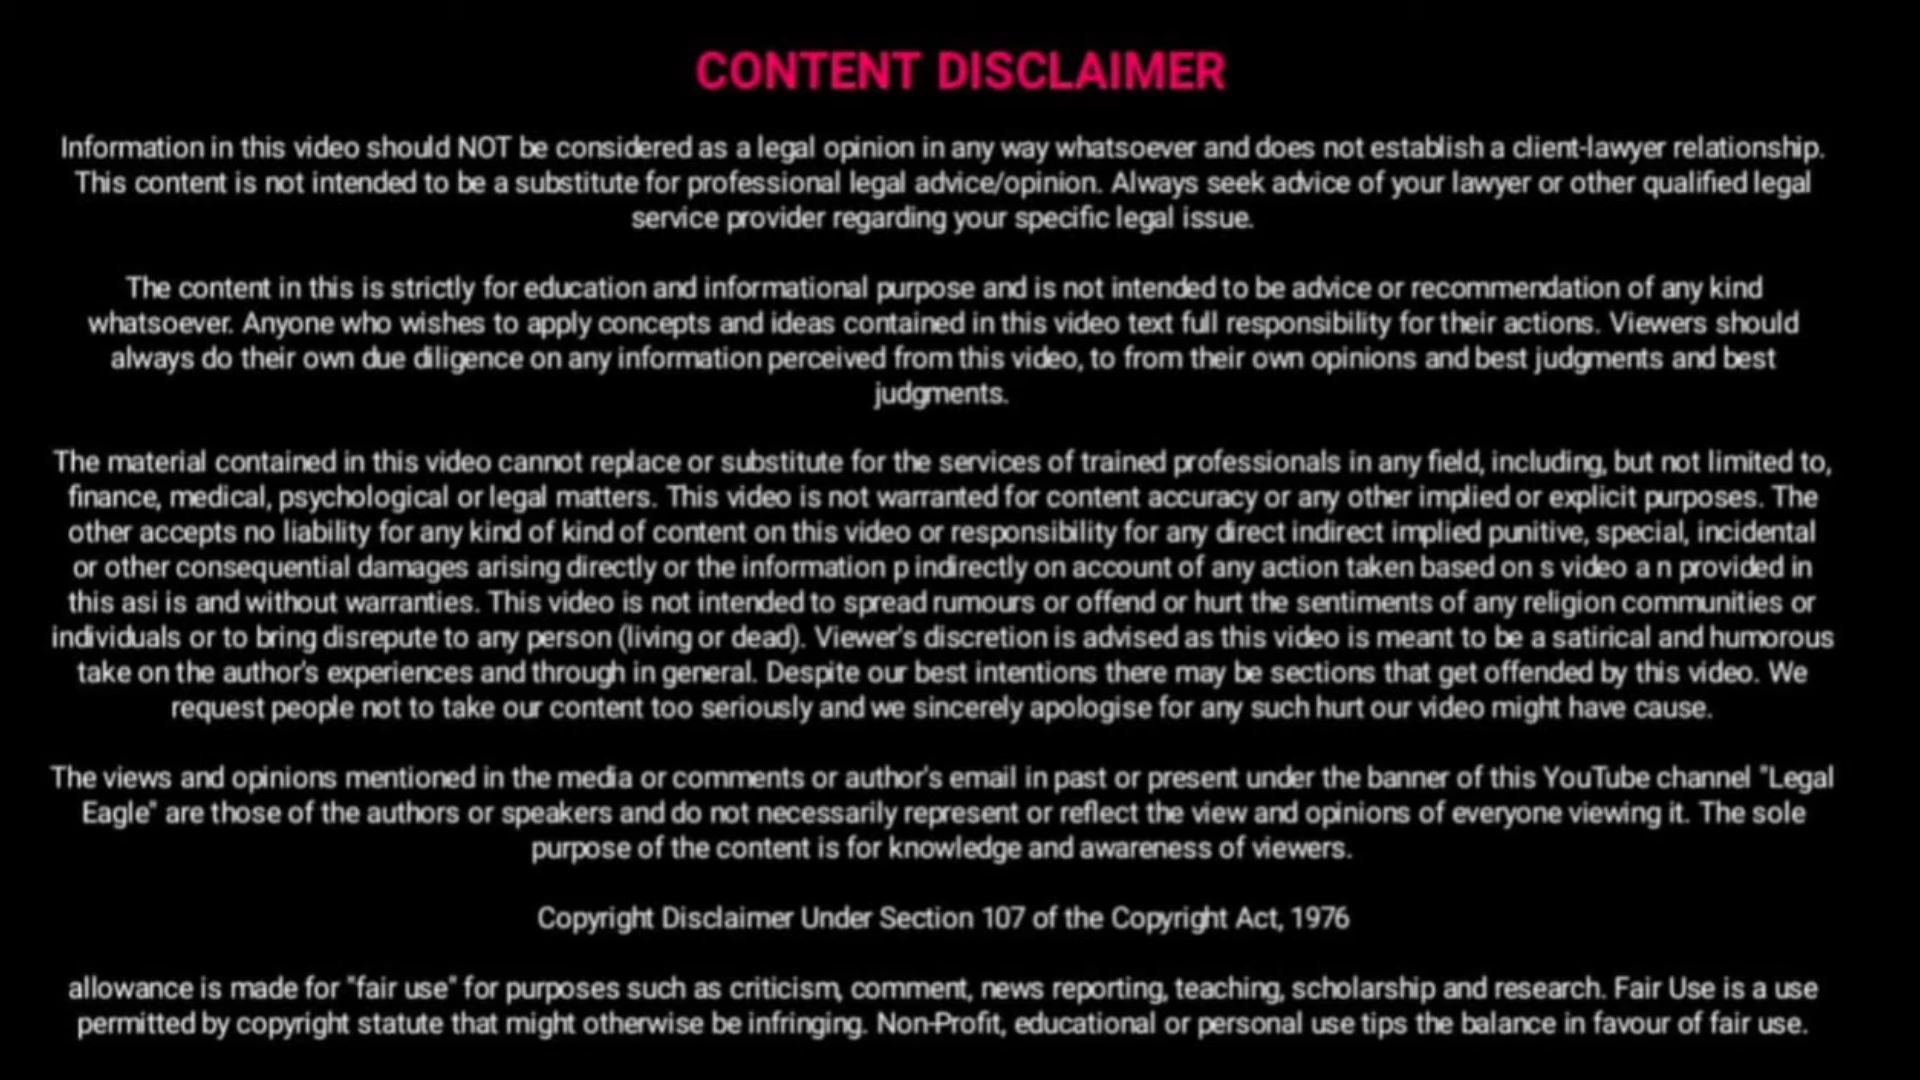 CONTENT DISCLAIMER
Information in this video should NOT be considered as a legal opinion in any way whatsoever and does not establish a client-lawyer relationship.
This content is not intended to be a substitute for professional legal advice/opinion. Always seek advice of your lawyer or other qualified legal
service provider regarding your specific legal issue.
The content in this is strictly for education and informational purpose and is not intended to be advice or recommendation of any kind
whatsoever. Anyone who wishes to apply concepts and ideas contained in this video text full responsibility for their actions. Viewers should
always do their own due diligence on any information perceived from this video, to from their own opinions and best judgments and best
judgments.
The material contained in this video cannot replace or substitute for the services of trained professionals in any field, including, but not limited to,
finance, medical, psychological or legal matters. This video is not warranted for content accuracy or any other implied or explicit purposes. The
other accepts no liability for any kind of kind of content on this video or responsibility for any direct indirect implied punitive, special, incidental
or other consequential damages arising directly or the information p indirectly on account of any action taken based on s video a n provided in
this asi is and without warranties. This video is not intended to spread rumours or offend or hurt the sentiments of any religion communities or
individuals or to bring disrepute to any person (living or dead). Viewer's discretion is advised as this video is meant to be a satirical and humorous
take on the author's experiences and through in general. Despite our best intentions there may be sections that get offended by this video. We
request people not to take our content too seriously and we sincerely apologise for any such hurt our video might have cause.
The views and opinions mentioned in the media or comments or author's email in past or present under the banner of this YouTube channel "Legal
Eagle" are those of the authors or speakers and do not necessarily represent or reflect the view and opinions of everyone viewing it. The sole
purpose of the content is for knowledge and awareness of viewers.
Copyright Disclaimer Under Section 107 of the Copyright Act, 1976
allowance is made for "fair use" for purposes such as criticism, comment, news reporting, teaching, scholarship and research. Fair Use is a use
permitted by copyright statute that might otherwise be infringing. Non-Profit, educational or personal use tips the balance in favour of fair use.